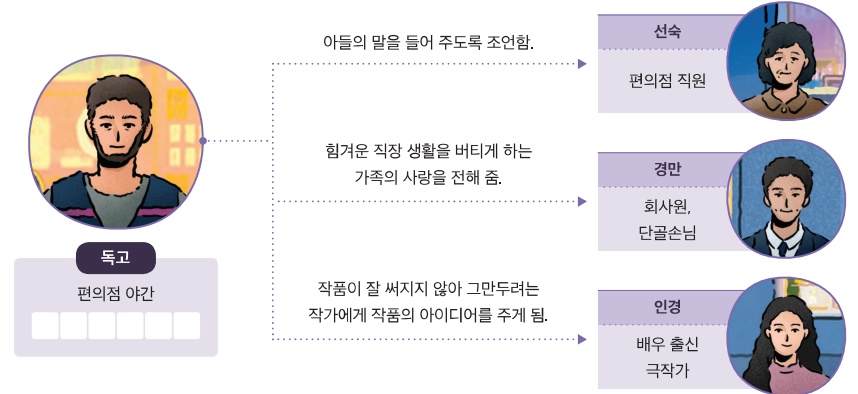 아들의 말을 들어 주도록 조언함.
선숙
편의점 직원
힘겨운 직장 생활을 버티게 하는
가족의 사랑을 전해 줌.
경만
회사원,
단골손님
독고
편의점 야간
작품이 잘 써지지 않아 그만두려는
작가에게 작품의 아이디어를 주게 됨.
인경
배우 출신
극작가